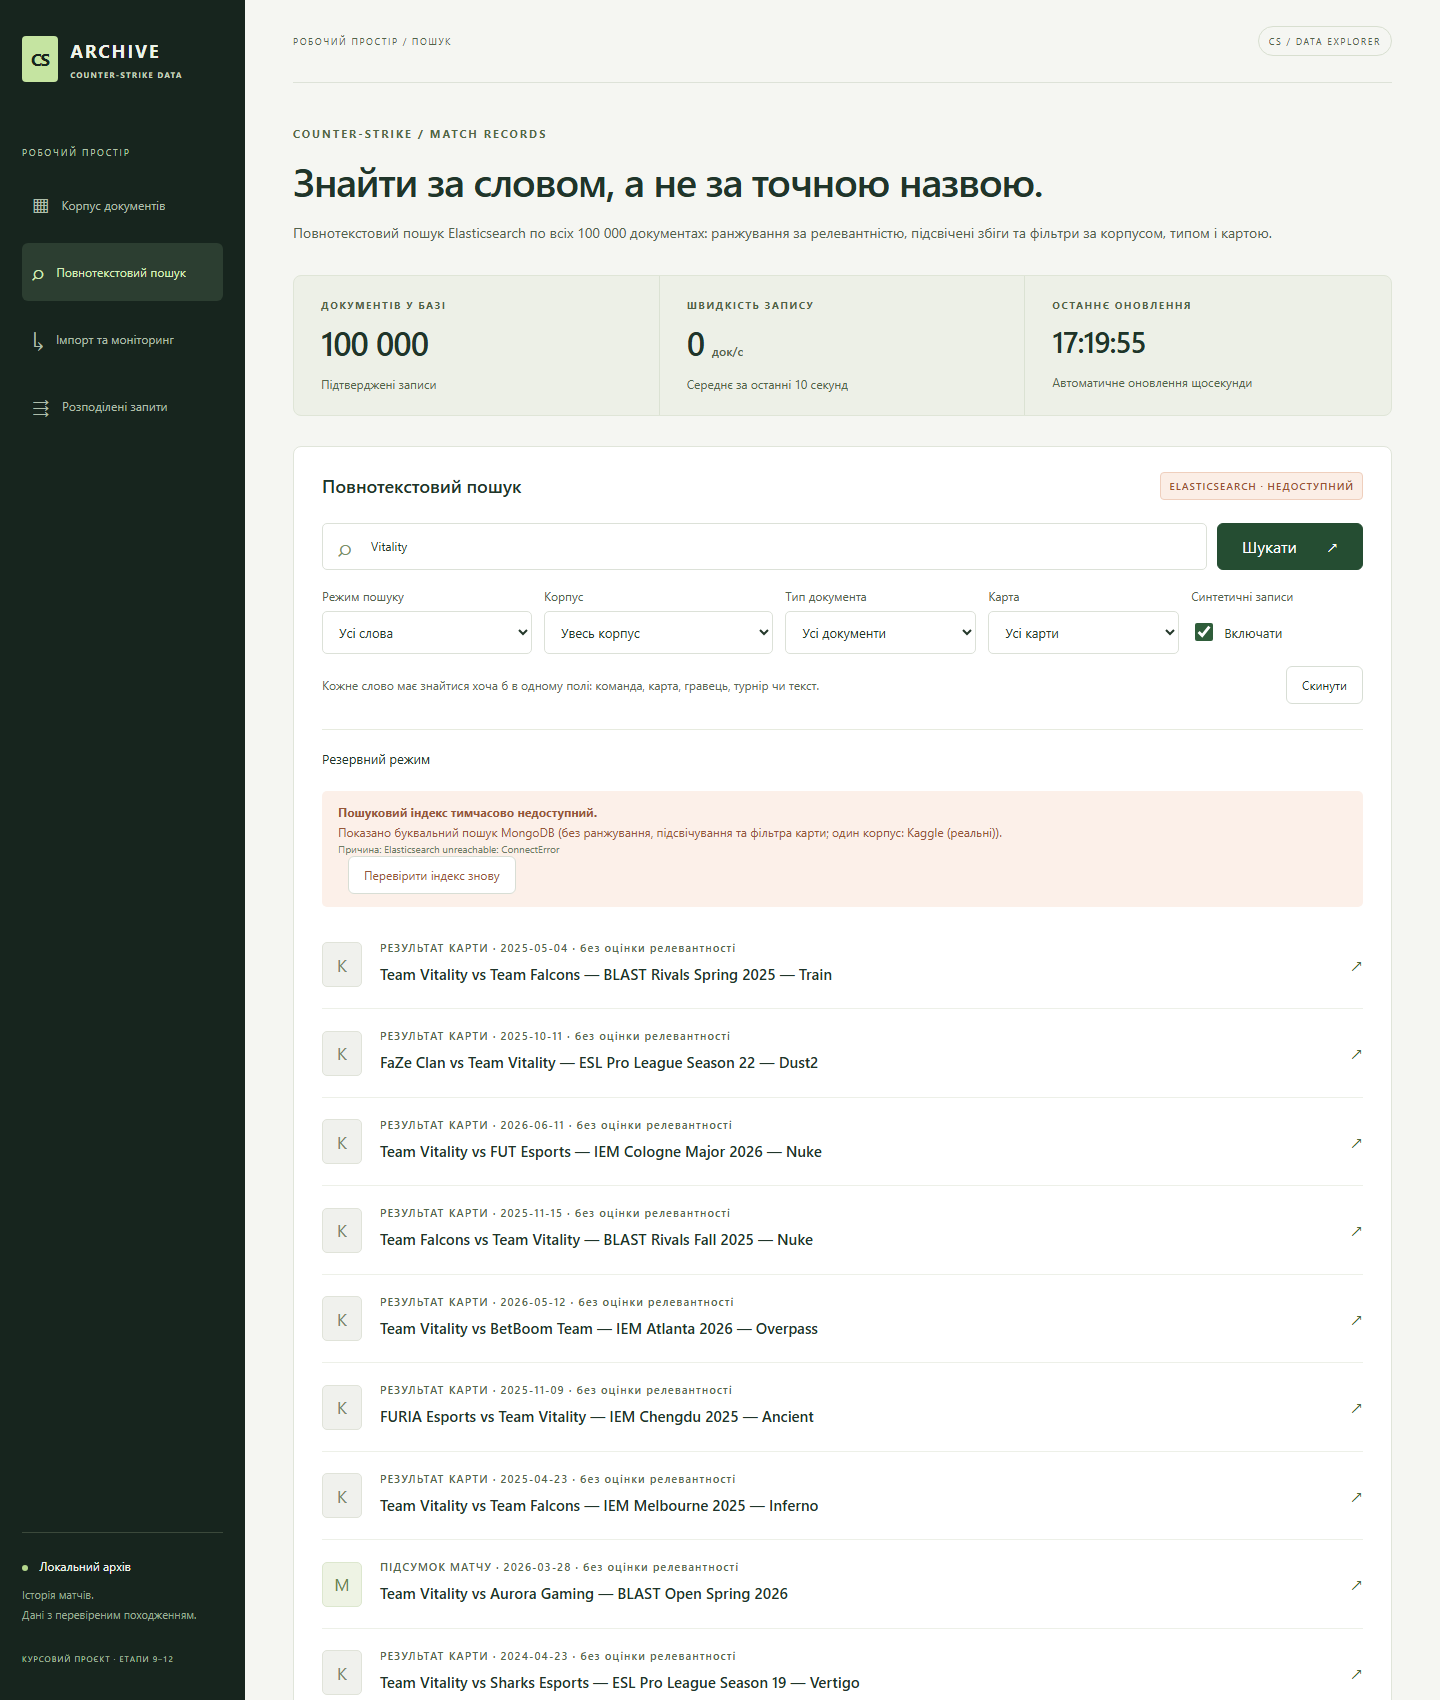 CS
ARCHIVE
COUNTER-STRIKE DATA
РОБОЧИЙ ПРОСТІР
Корпус документів
Повнотекстовий пошук
Імпорт та моніторинг
Розподілені запити
Локальний архів
Історія матчів.
Дані з перевіреним походженням.
КУРСОВИЙ ПРОЄКТ · ЕТАПИ 9–12
РОБОЧИЙ ПРОСТІР / ПОШУК
CS / DATA EXPLORER
COUNTER-STRIKE / MATCH RECORDS
Знайти за словом, а не за точною назвою.
Повнотекстовий пошук Elasticsearch по всіх 100 000 документах: ранжування за релевантністю, підсвічені збіги та фільтри за корпусом, типом і картою.
ДОКУМЕНТІВ У БАЗІ
100 000
Підтверджені записи
ШВИДКІСТЬ ЗАПИСУ
0 док/с
Середнє за останні 10 секунд
ОСТАННЄ ОНОВЛЕННЯ
17:19:55
Автоматичне оновлення щосекунди
Повнотекстовий пошук
ELASTICSEARCH · НЕДОСТУПНИЙ
Vitality
Шукати ↗
Режим пошуку
Усі слова
Корпус
Увесь корпус
Тип документа
Усі документи
Карта
Усі карти
Синтетичні записи
Включати
Кожне слово має знайтися хоча б в одному полі: команда, карта, гравець, турнір чи текст.
Скинути
Резервний режим
Пошуковий індекс тимчасово недоступний.
Показано буквальний пошук MongoDB (без ранжування, підсвічування та фільтра карти; один корпус: Kaggle (реальні)).
Причина: Elasticsearch unreachable: ConnectError
Перевірити індекс знову
K
РЕЗУЛЬТАТ КАРТИ · 2025-05-04 · без оцінки релевантності
Team Vitality vs Team Falcons — BLAST Rivals Spring 2025 — Train
↗
K
РЕЗУЛЬТАТ КАРТИ · 2025-10-11 · без оцінки релевантності
FaZe Clan vs Team Vitality — ESL Pro League Season 22 — Dust2
↗
K
РЕЗУЛЬТАТ КАРТИ · 2026-06-11 · без оцінки релевантності
Team Vitality vs FUT Esports — IEM Cologne Major 2026 — Nuke
↗
K
РЕЗУЛЬТАТ КАРТИ · 2025-11-15 · без оцінки релевантності
Team Falcons vs Team Vitality — BLAST Rivals Fall 2025 — Nuke
↗
K
РЕЗУЛЬТАТ КАРТИ · 2026-05-12 · без оцінки релевантності
Team Vitality vs BetBoom Team — IEM Atlanta 2026 — Overpass
↗
K
РЕЗУЛЬТАТ КАРТИ · 2025-11-09 · без оцінки релевантності
FURIA Esports vs Team Vitality — IEM Chengdu 2025 — Ancient
↗
K
РЕЗУЛЬТАТ КАРТИ · 2025-04-23 · без оцінки релевантності
Team Vitality vs Team Falcons — IEM Melbourne 2025 — Inferno
↗
M
ПІДСУМОК МАТЧУ · 2026-03-28 · без оцінки релевантності
Team Vitality vs Aurora Gaming — BLAST Open Spring 2026
↗
K
РЕЗУЛЬТАТ КАРТИ · 2024-04-23 · без оцінки релевантності
Team Vitality vs Sharks Esports — ESL Pro League Season 19 — Vertigo
↗